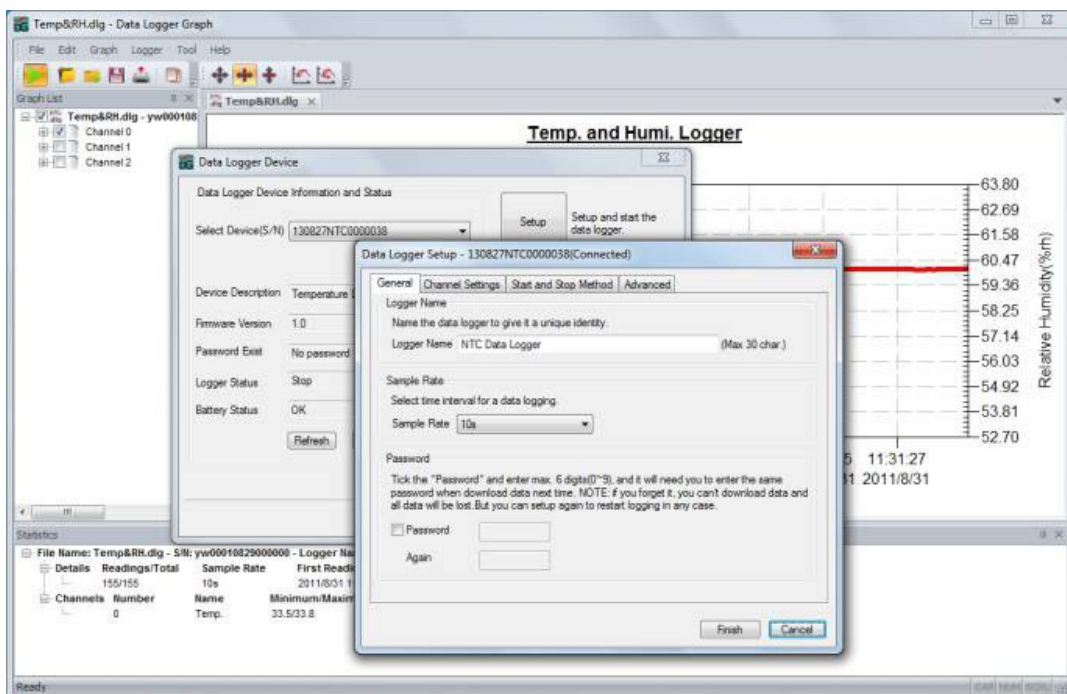 Temp&RH.dlg - Data Logger Graph
File Edit Graph Logger Tool Help
Graph List
Temp&RH.dlg
Temp&RH.dlg - yw000108
Channel 0
Channel 1
Channel 2
Temp. and Humi. Logger
63.80
62.69
61.58
60.47
59.36
58.25
57.14
56.03
54.92
53.81
52.70
Relative Humidity(%rh)
11:31:27
2011/8/31
Data Logger Device
Data Logger Device Information and Status
Select Device(S/N) 130827NTC0000038
Setup
Setup and start the
data logger.
Device Description Temperature
Firmware Version 1.0
Password Exist No password
Logger Status Stop
Battery Status OK
Refresh
Data Logger Setup - 130827NTC0000038(Connected)
General Channel Settings Start and Stop Method Advanced
Logger Name
Name the data logger to give it a unique identity.
Logger Name NTC Data Logger (Max 30 char.)
Sample Rate
Select time interval for a data logging.
Sample Rate 10s
Password
Tick the "Password" and enter max. 6 digits(0~9), and it will need you to enter the same
password when download data next time. NOTE: if you forget it, you can't download data and
all data will be lost.But you can setup again to restart logging in any case.
Password
Again
Finish Cancel
Statistics
File Name: Temp&RH.dlg - S/N: yw00010829000000 - Logger
Details Readings/Total Sample Rate First
155/155 10s 2011/8/31
Channels Number Name
0 Temp. 33.5/33.8
Ready
CAP NUM SCRL